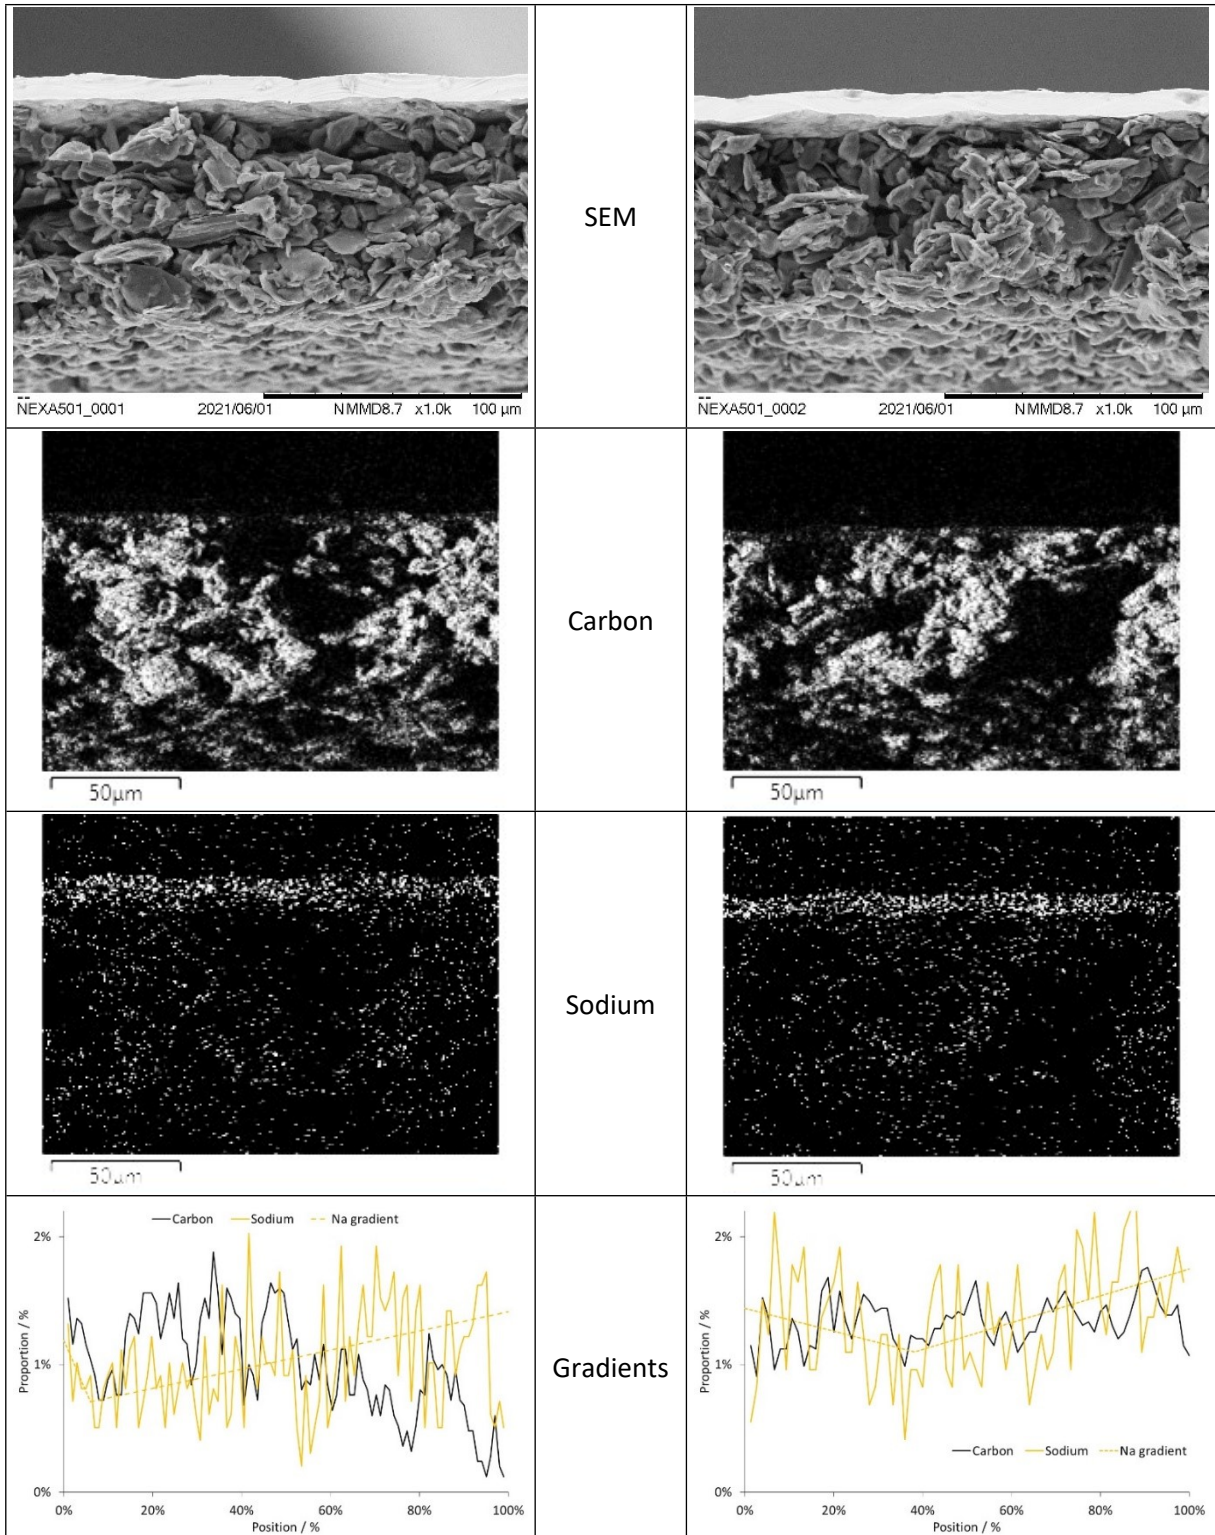 SEM
NEXA501_0001 2021/06/01 NMMD8.7 x1.0k 100 µm
NEXA501_0002 2021/06/01 NMMD8.7 x1.0k 100 µm
Carbon
50µm
50µm
Sodium
50µm
50µm
Gradients
Carbon Sodium Na gradient
2%
1%
0%
Proportion / %
0% 20% 40% 60% 80% 100%
Position / %
2%
1%
0%
Proportion / %
Carbon Sodium Na gradient
0% 20% 40% 60% 80% 100%
Position / %